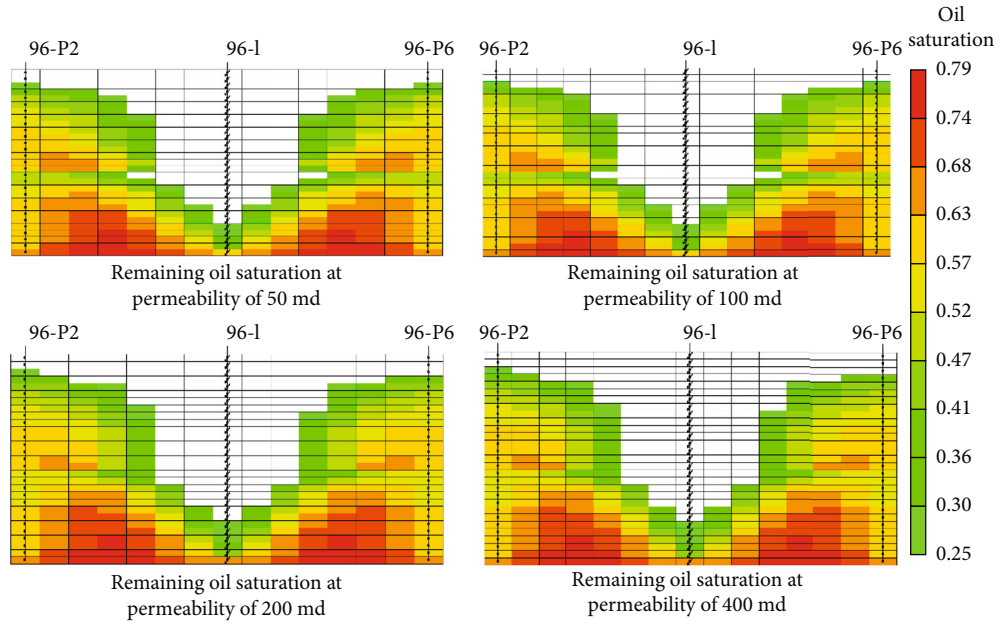 96-P2 96-I 96-P6
Remaining oil saturation at
permeability of 50 md
96-P2 96-I 96-P6
Remaining oil saturation at
permeability of 100 md
96-P2 96-I 96-P6
Remaining oil saturation at
permeability of 200 md
96-P2 96-I 96-P6
Remaining oil saturation at
permeability of 400 md
Oil
saturation
0.79
0.74
0.68
0.63
0.57
0.52
0.47
0.41
0.36
0.30
0.25